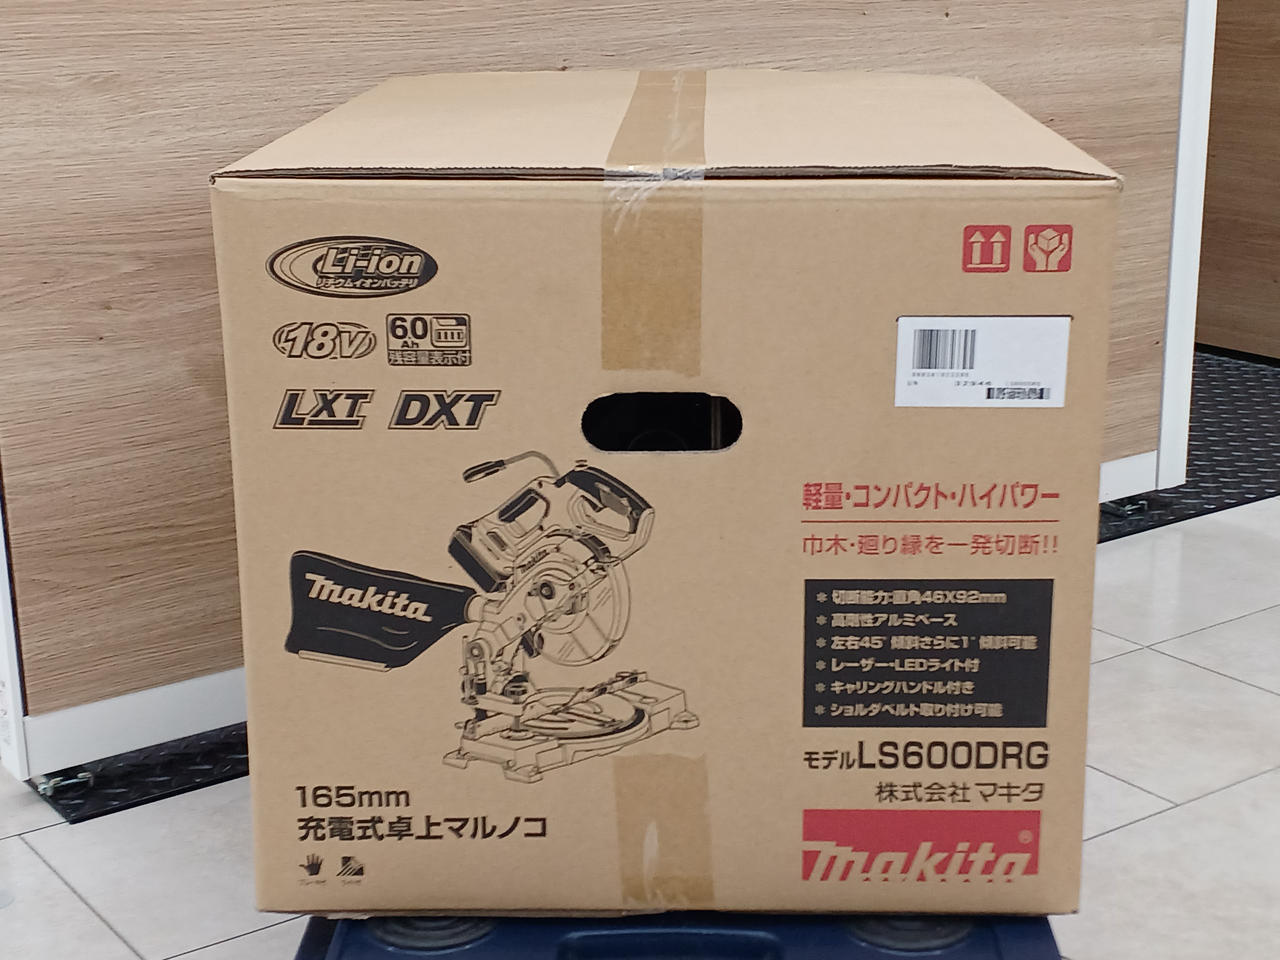 Li-ion
リチウムイオンバッテリ
18V
6.0
Ah
残容量表示付
LXT DXT
軽量・コンパクト・ハイパワー
巾木・廻り縁を一発切断!!
makita
makita
＊切断能力:直角46X92mm
＊高剛性アルミベース
＊左右45°傾斜さらに1°傾斜可能
＊レーザー・LEDライト付
＊キャリングハンドル付き
＊ショルダベルト取り付け可能
モデルLS600DRG
株式会社マキタ
makita®
165mm
充電式卓上マルノコ